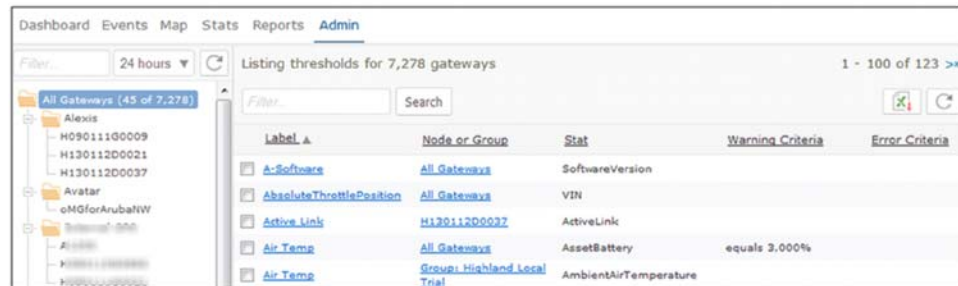 Dashboard Events Map Stats Reports Admin
Filter... 24 hours
Listing thresholds for 7,278 gateways 1 - 100 of 123 >
Filter... Search
All Gateways (45 of 7,278)
Alexis
H090111G0009
H130112D0021
H130112D0037
Avatar
oMGforArubaNW
Label Node or Group Stat Warning Criteria Error Criteria
A-Software All Gateways SoftwareVersion
AbsoluteThrottlePosition All Gateways VIN
Active Link H130112D0037 ActiveLink
Air Temp All Gateways AssetBattery equals 3.000%
Air Temp Group: Highland Local Trial AmbientAirTemperature